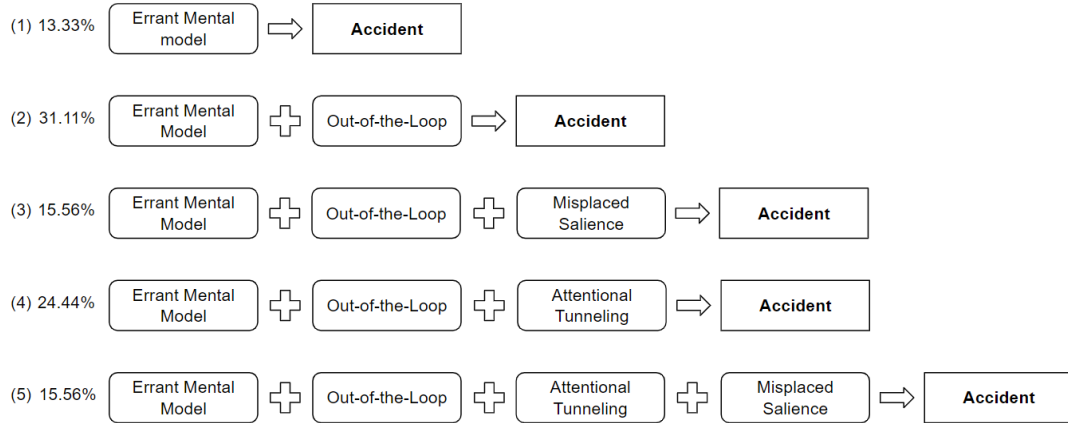 (1) 13.33% Errant Mental model Accident
(2) 31.11% Errant Mental Model Out-of-the-Loop Accident
(3) 15.56% Errant Mental Model Out-of-the-Loop Misplaced Salience Accident
(4) 24.44% Errant Mental Model Out-of-the-Loop Attentional Tunneling Accident
(5) 15.56% Errant Mental Model Out-of-the-Loop Attentional Tunneling Misplaced Salience Accident